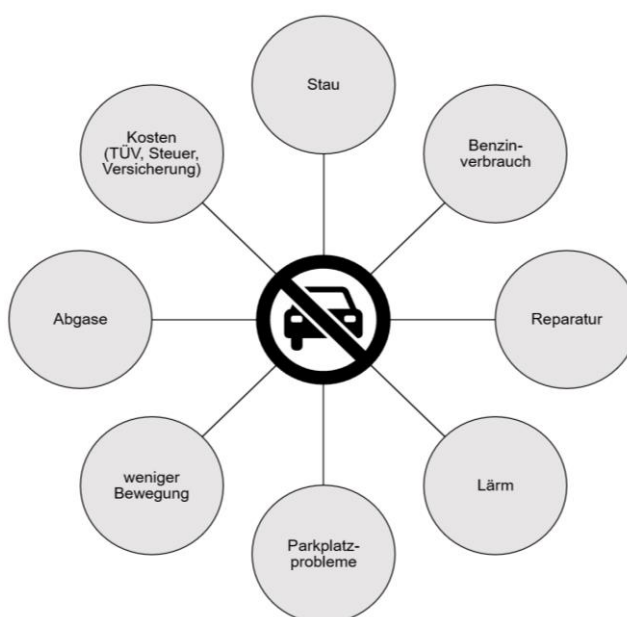 Stau
Kosten
(TÜV, Steuer,
Versicherung)
Benzin-
verbrauch
Abgase
Reparatur
weniger
Bewegung
Lärm
Parkplatz-
probleme